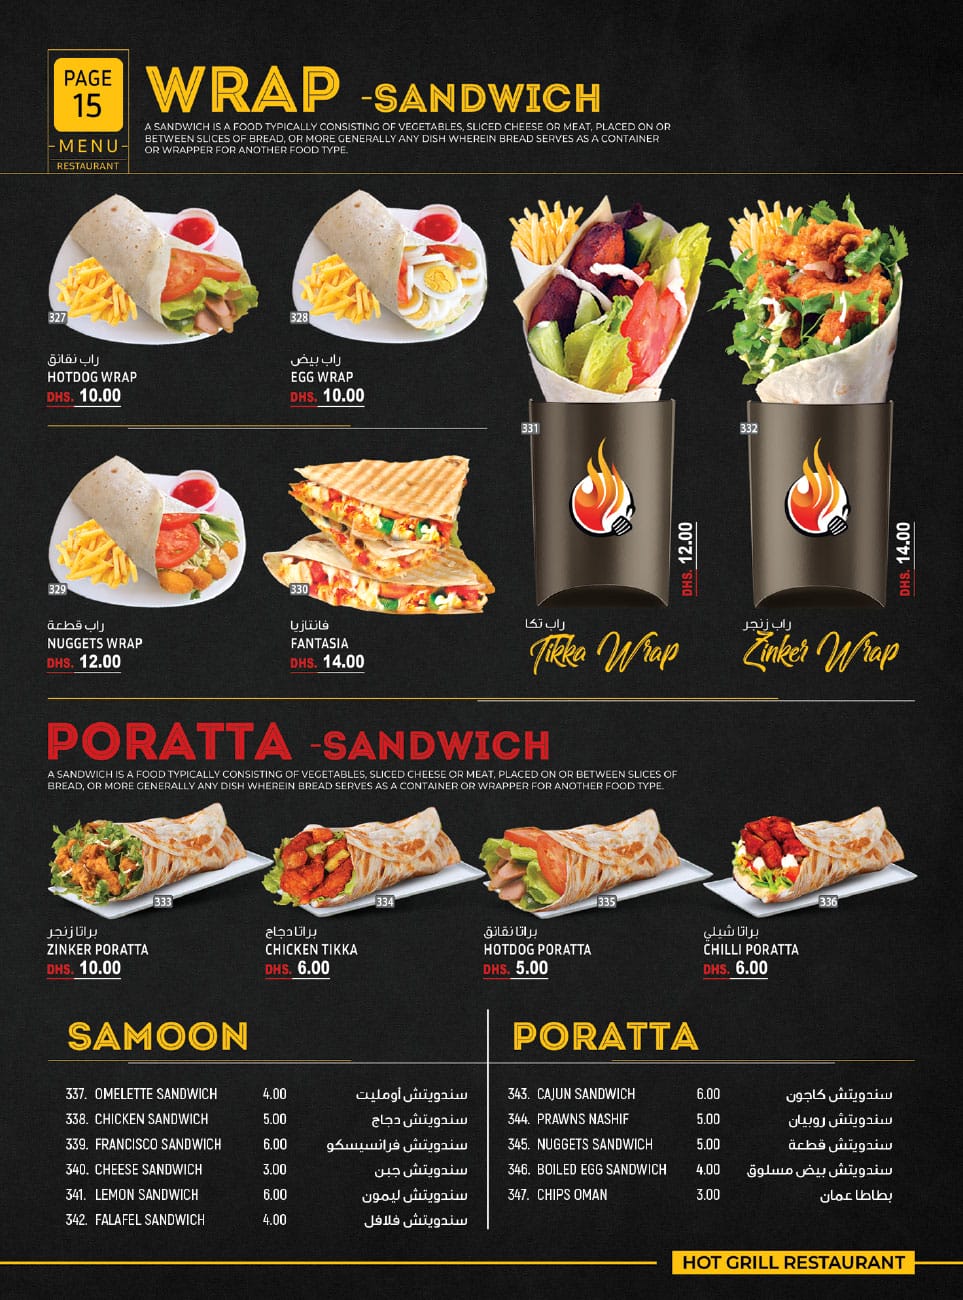 PAGE
15
-MENU-
RESTAURANT
WRAP -SANDWICH
A SANDWICH IS A FOOD TYPICALLY CONSISTING OF VEGETABLES, SLICED CHEESE OR MEAT, PLACED ON OR
BETWEEN SLICES OF BREAD, OR MORE GENERALLY ANY DISH WHEREIN BREAD SERVES AS A CONTAINER
OR WRAPPER FOR ANOTHER FOOD TYPE.
327
راب نقانق
HOTDOG WRAP
DHS. 10.00
328
راب بيض
EGG WRAP
DHS. 10.00
329
راب قطعة
NUGGETS WRAP
DHS. 12.00
330
فانتازيا
FANTASIA
DHS. 14.00
331
DHS. 12.00
راب تكا
Tikka Wrap
332
DHS. 14.00
راب زنجر
Zinker Wrap
PORATTA -SANDWICH
A SANDWICH IS A FOOD TYPICALLY CONSISTING OF VEGETABLES, SLICED CHEESE OR MEAT, PLACED ON OR BETWEEN SLICES OF
BREAD, OR MORE GENERALLY ANY DISH WHEREIN BREAD SERVES AS A CONTAINER OR WRAPPER FOR ANOTHER FOOD TYPE.
333
براتا زنجر
ZINKER PORATTA
DHS. 10.00
334
براتا دجاج
CHICKEN TIKKA
DHS. 6.00
335
براتا نقانق
HOTDOG PORATTA
DHS. 5.00
336
براتا شيلي
CHILLI PORATTA
DHS. 6.00
SAMOON
337. OMELETTE SANDWICH 4.00 سندويتش أومليت
338. CHICKEN SANDWICH 5.00 سندويتش دجاج
339. FRANCISCO SANDWICH 6.00 سندويتش فرانسيسكو
340. CHEESE SANDWICH 3.00 سندويتش جبن
341. LEMON SANDWICH 6.00 سندويتش ليمون
342. FALAFEL SANDWICH 4.00 سندويتش فلافل
PORATTA
343. CAJUN SANDWICH 6.00 سندويتش كاجون
344. PRAWNS NASHIF 5.00 سندويتش روبيان
345. NUGGETS SANDWICH 5.00 سندويتش قطعة
346. BOILED EGG SANDWICH 4.00 سندويتش بيض مسلوق
347. CHIPS OMAN 3.00 بطاطا عمان
HOT GRILL RESTAURANT